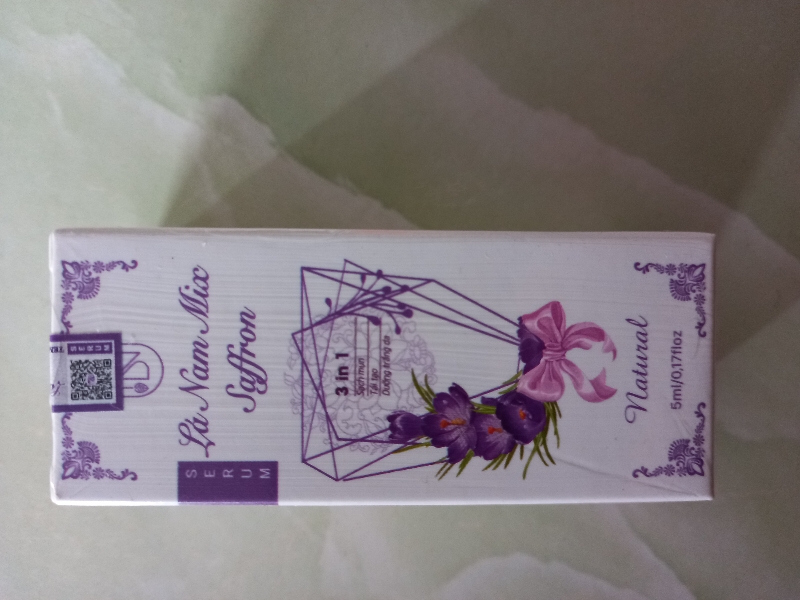 SERUM
SERUM
Lá Nam Mix
Saffron
3 in 1
Sạch mụn
Tái tạo
Dưỡng trắng da
Natural
5ml/0,17floz